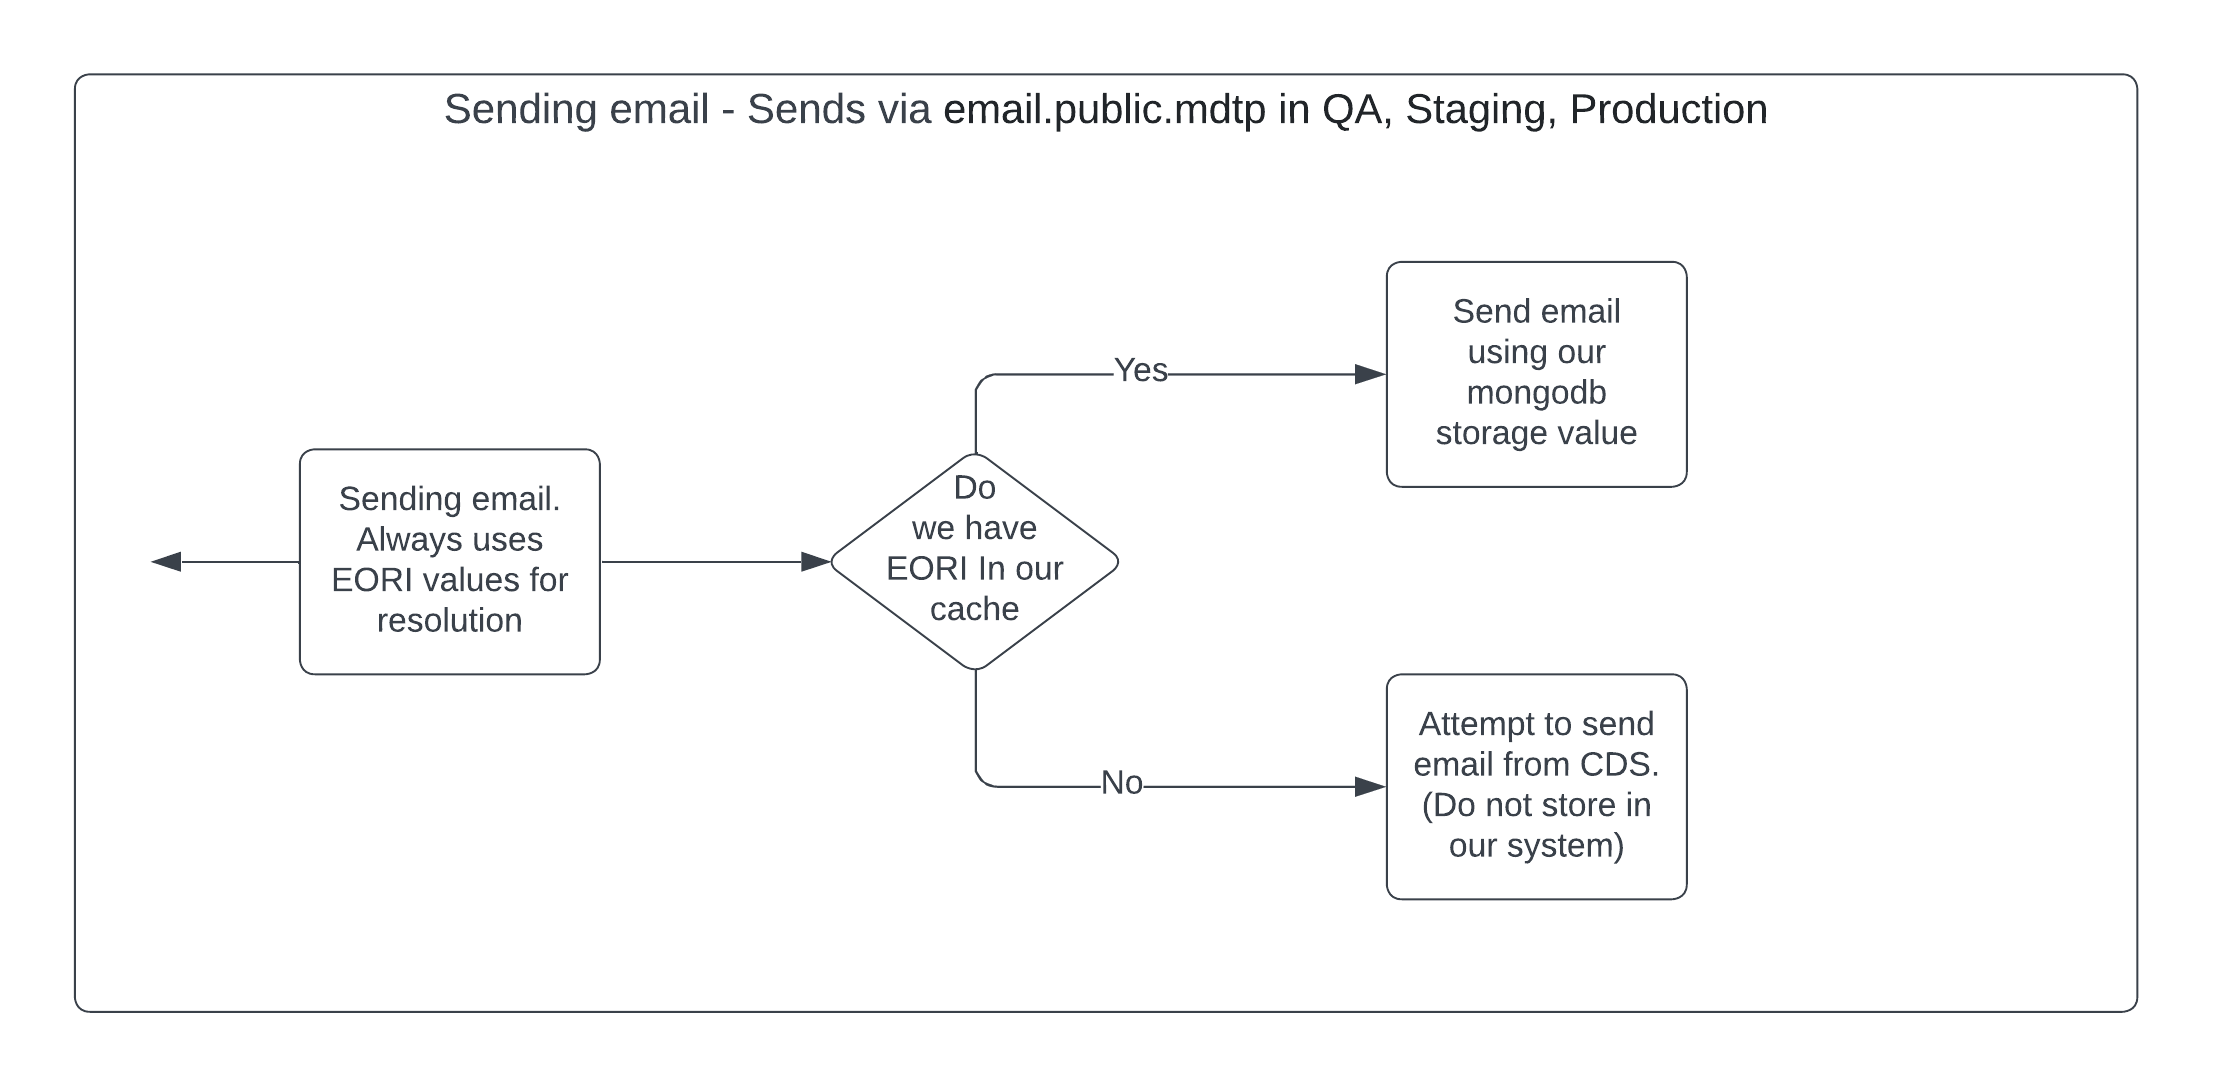 Sending email - Sends via email.public.mdtp in QA, Staging, Production
Sending email.
Always uses
EORI values for
resolution
Do
we have
EORI In our
cache
Yes
Send email
using our
mongodb
storage value
No
Attempt to send
email from CDS.
(Do not store in
our system)